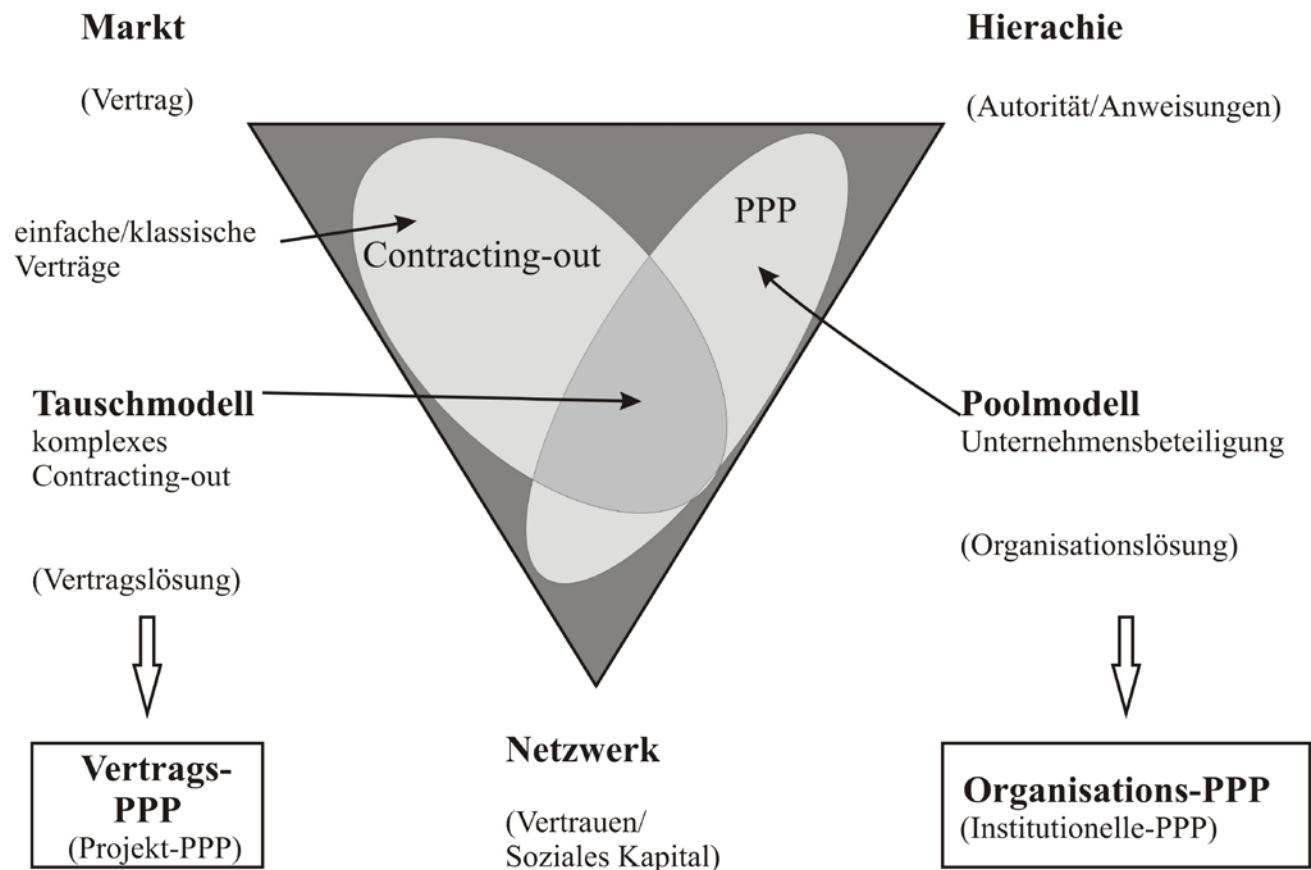 Markt
Hierachie
(Vertrag)
(Autorität/Anweisungen)
PPP
einfache/klassische
Verträge
Contracting-out
Tauschmodell
komplexes
Contracting-out
Poolmodell
Unternehmensbeteiligung
(Organisationslösung)
(Vertragslösung)
Netzwerk
(Vertrauen/
Soziales Kapital)
Vertrags-
PPP
(Projekt-PPP)
Organisations-PPP
(Institutionelle-PPP)